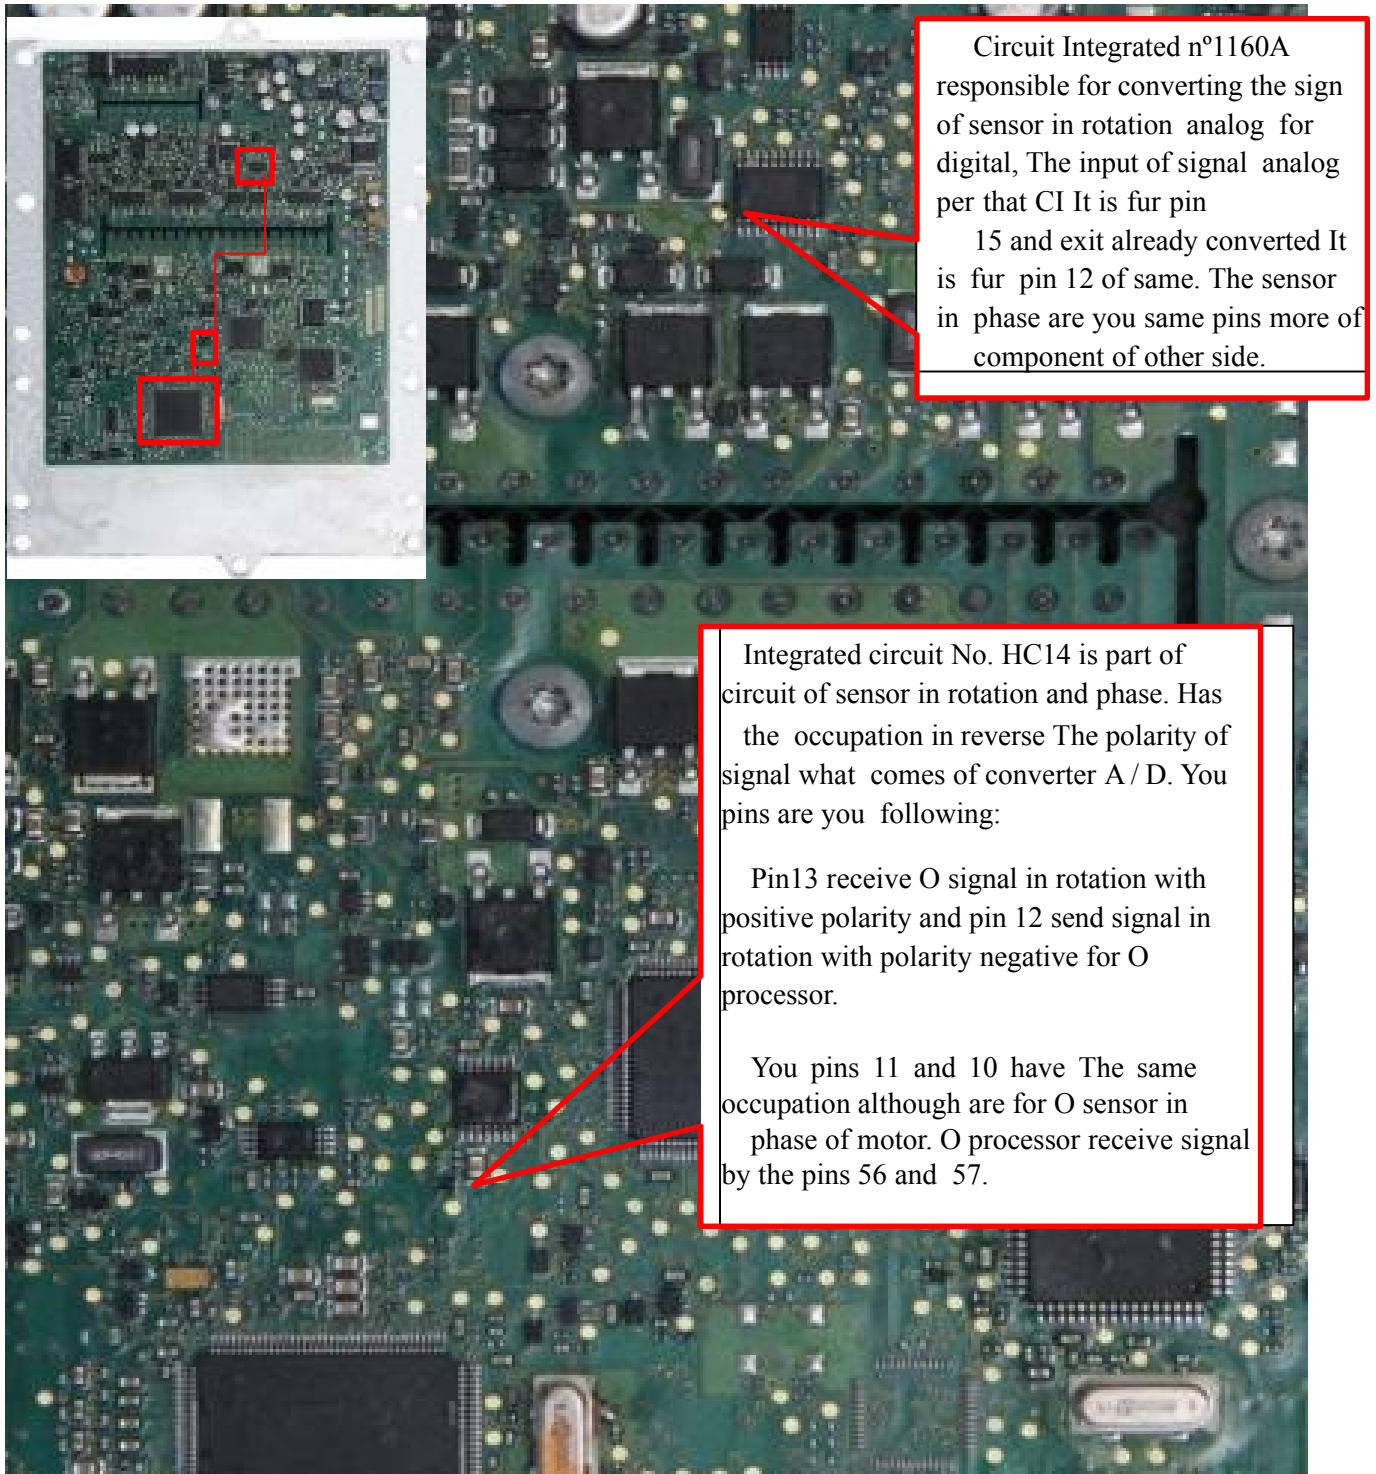 Circuit Integrated nº1160A
responsible for converting the sign
of sensor in rotation analog for
digital, The input of signal analog
per that CI It is fur pin
15 and exit already converted It
is fur pin 12 of same. The sensor
in phase are you same pins more of
component of other side.
Integrated circuit No. HC14 is part of
circuit of sensor in rotation and phase. Has
the occupation in reverse The polarity of
signal what comes of converter A / D. You
pins are you following:
Pin13 receive O signal in rotation with
positive polarity and pin 12 send signal in
rotation with polarity negative for O
processor.
You pins 11 and 10 have The same
occupation although are for O sensor in
phase of motor. O processor receive signal
by the pins 56 and 57.